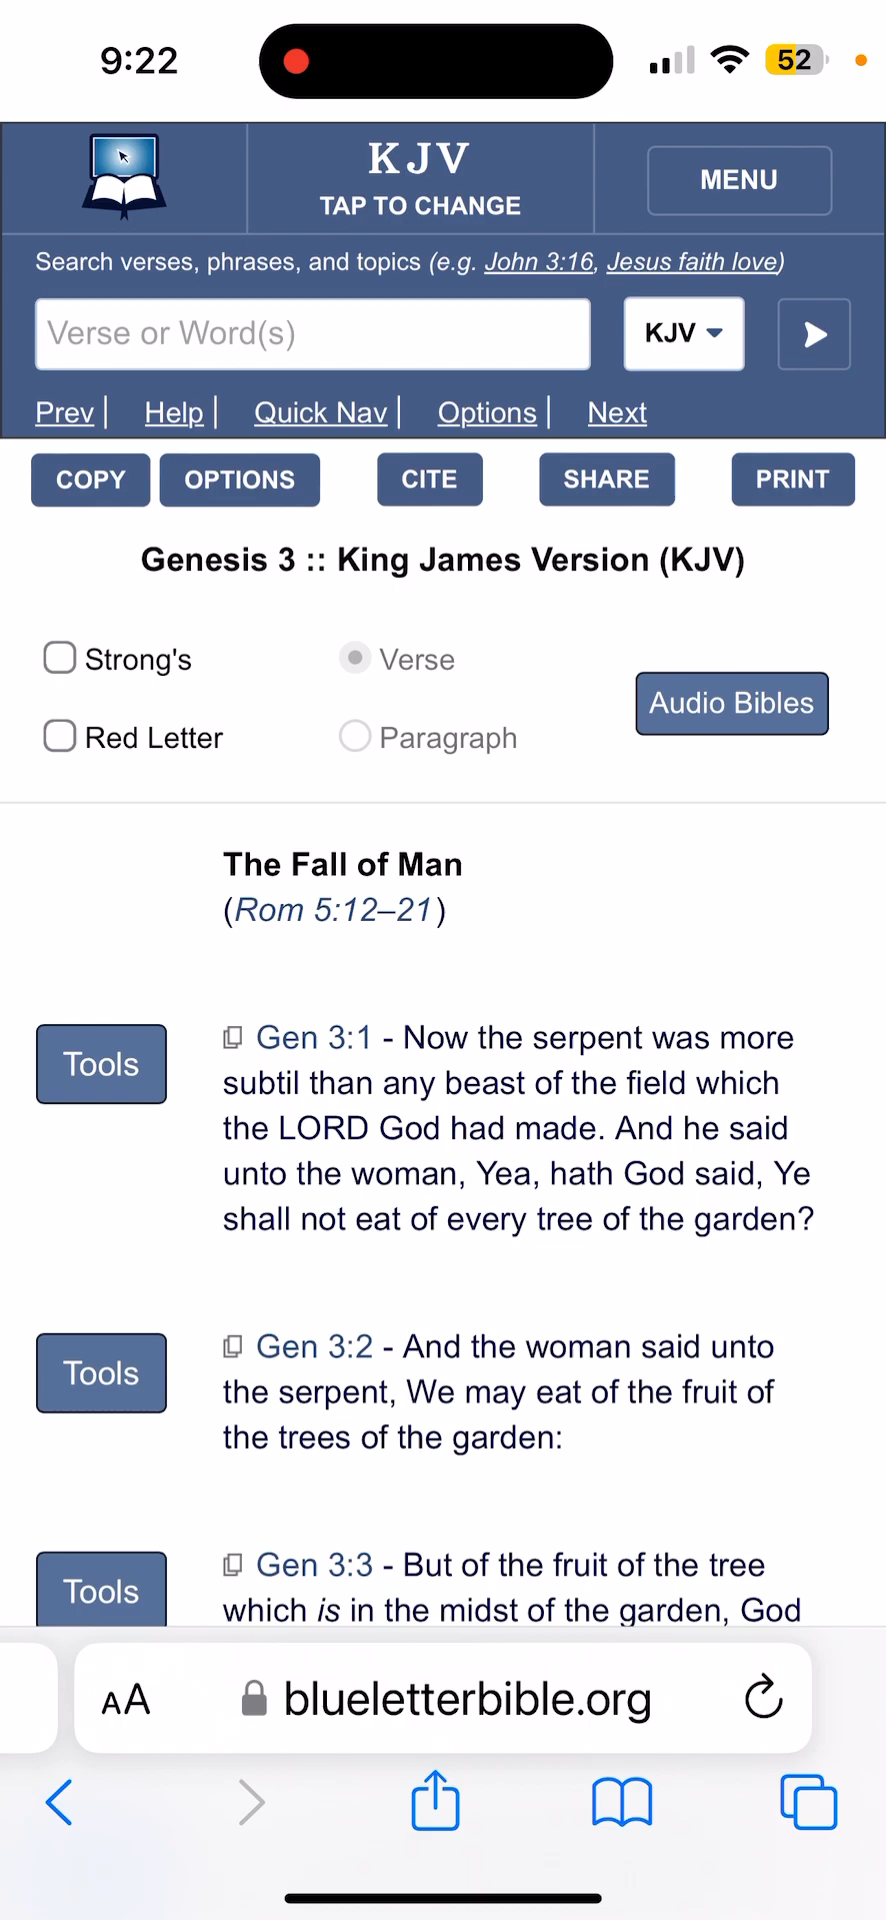 9:22
52
KJV
TAP TO CHANGE
MENU
Search verses, phrases, and topics (e.g. John 3:16, Jesus faith love)
Verse or Word(s)
KJV
Prev | Help | Quick Nav | Options | Next
COPY OPTIONS CITE SHARE PRINT
Genesis 3 :: King James Version (KJV)
Strong's Verse
Audio Bibles
Red Letter Paragraph
The Fall of Man
(Rom 5:12–21)
Tools
Gen 3:1 - Now the serpent was more
subtil than any beast of the field which
the LORD God had made. And he said
unto the woman, Yea, hath God said, Ye
shall not eat of every tree of the garden?
Tools
Gen 3:2 - And the woman said unto
the serpent, We may eat of the fruit of
the trees of the garden:
Tools
Gen 3:3 - But of the fruit of the tree
which is in the midst of the garden, God
AA blueletterbible.org